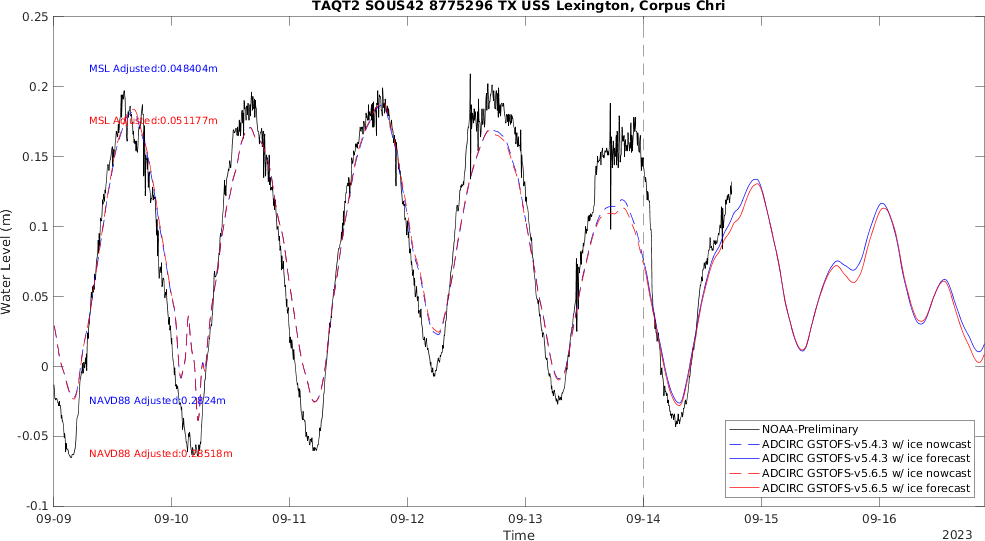 TAQT2 SOUS42 8775296 TX USS Lexington, Corpus Chri
0.25
0.2
0.15
0.1
0.05
0
-0.05
-0.1
Water Level (m)
MSL Adjusted:0.048404m
MSL Adjusted:0.051177m
NAVD88 Adjusted:0.2824m
NAVD88 Adjusted:0.28518m
NOAA-Preliminary
ADCIRC GSTOFS-v5.4.3 w/ ice nowcast
ADCIRC GSTOFS-v5.4.3 w/ ice forecast
ADCIRC GSTOFS-v5.6.5 w/ ice nowcast
ADCIRC GSTOFS-v5.6.5 w/ ice forecast
09-09 09-10 09-11 09-12 09-13 09-14 09-15 09-16
Time
2023